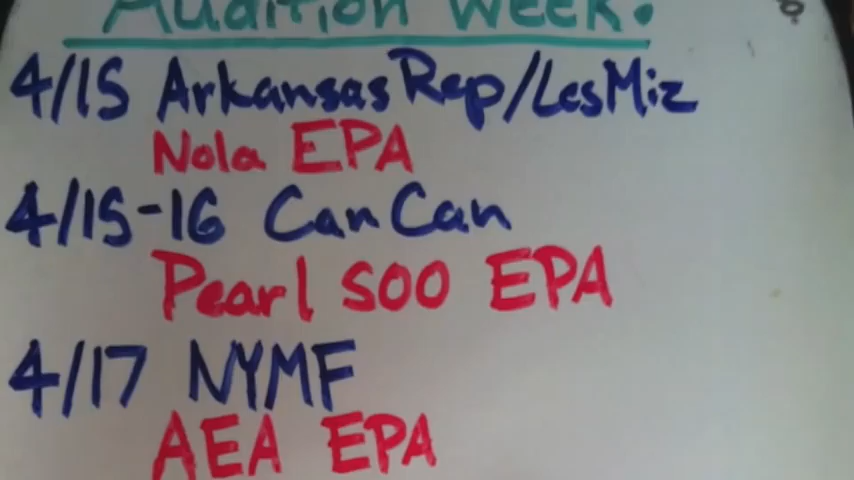 Audition Week.
4/15 Arkansas Rep/Les Miz
Nola EPA
4/15-16 Can Can
Pearl 500 EPA
4/17 NYMF
AEA EPA